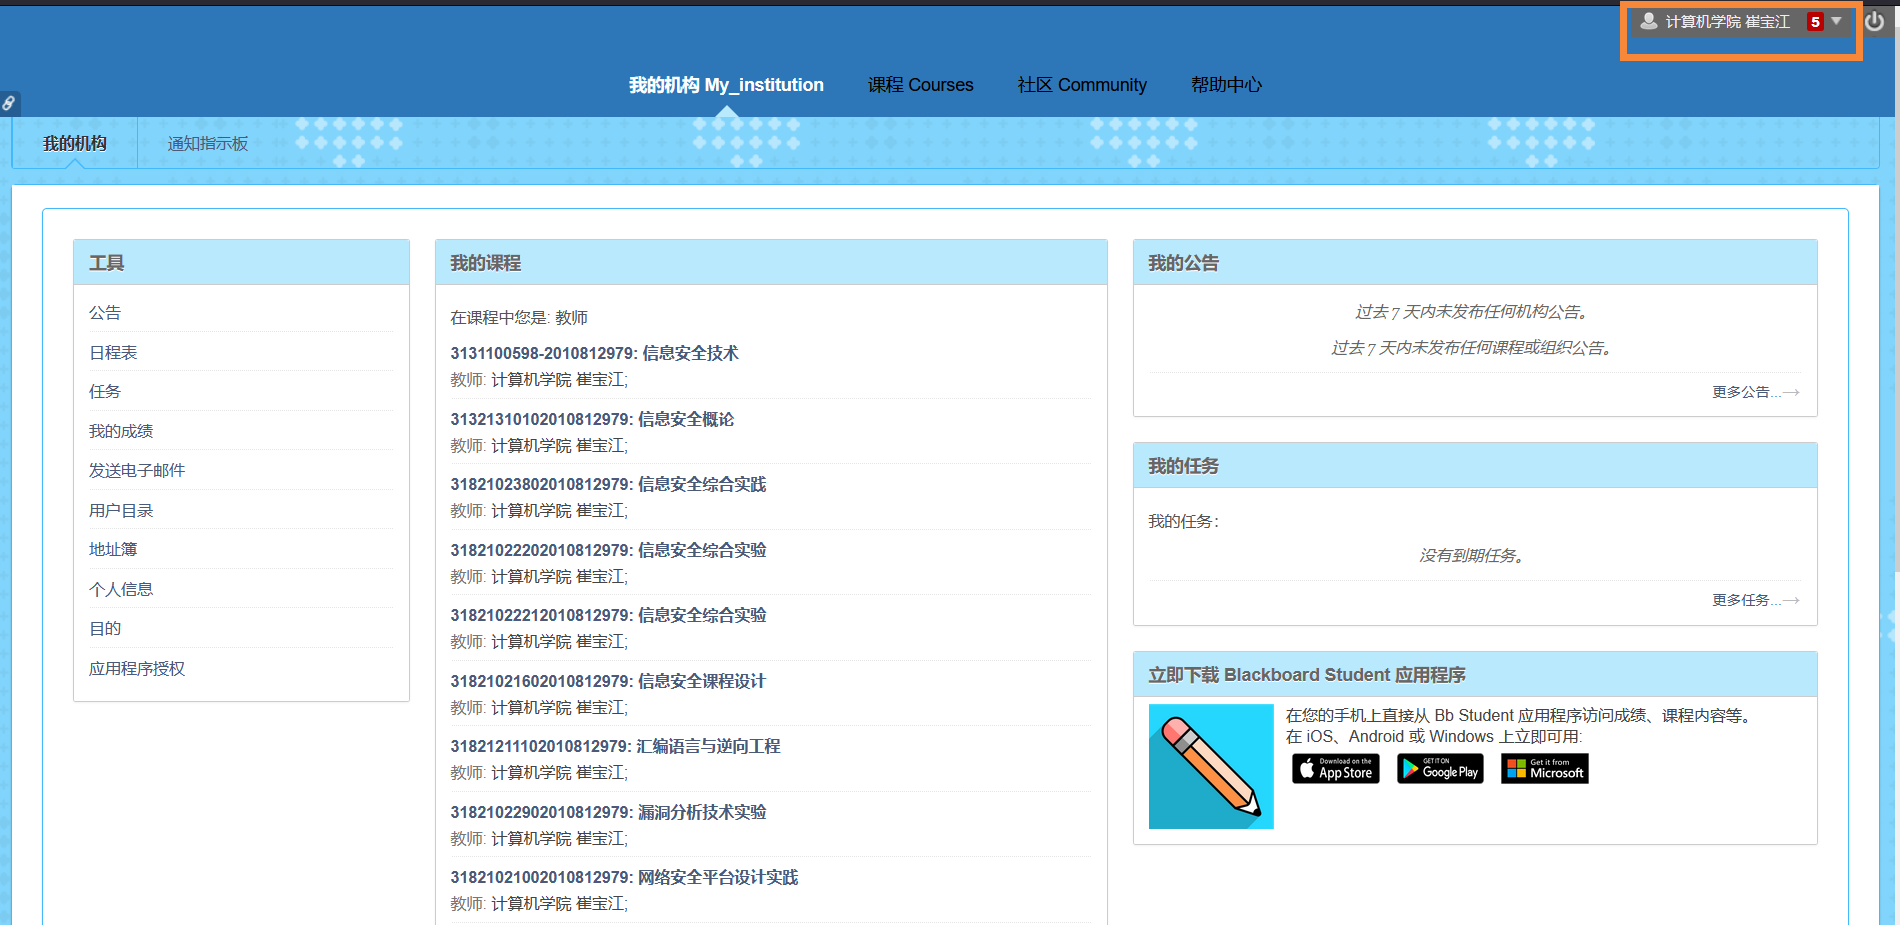 计算机学院 崔宝江 5
我的机构 My_institution 课程 Courses 社区 Community 帮助中心
我的机构 通知指示板
工具
公告
日程表
任务
我的成绩
发送电子邮件
用户目录
地址簿
个人信息
目的
应用程序授权
我的课程
在课程中您是: 教师
3131100598-2010812979: 信息安全技术
教师: 计算机学院 崔宝江;
31321310102010812979: 信息安全概论
教师: 计算机学院 崔宝江;
31821023802010812979: 信息安全综合实践
教师: 计算机学院 崔宝江;
31821022202010812979: 信息安全综合实验
教师: 计算机学院 崔宝江;
31821022212010812979: 信息安全综合实验
教师: 计算机学院 崔宝江;
31821021602010812979: 信息安全课程设计
教师: 计算机学院 崔宝江;
31821211102010812979: 汇编语言与逆向工程
教师: 计算机学院 崔宝江;
31821022902010812979: 漏洞分析技术实验
教师: 计算机学院 崔宝江;
31821021002010812979: 网络安全平台设计实践
教师: 计算机学院 崔宝江;
我的公告
过去 7 天内未发布任何机构公告。
过去 7 天内未发布任何课程或组织公告。
更多公告...→
我的任务
我的任务:
没有到期任务。
更多任务...→
立即下载 Blackboard Student 应用程序
在您的手机上直接从 Bb Student 应用程序访问成绩、课程内容等。
在 iOS、Android 或 Windows 上立即可用:
Download on the
App Store
GET IT ON
Google Play
Get it from
Microsoft